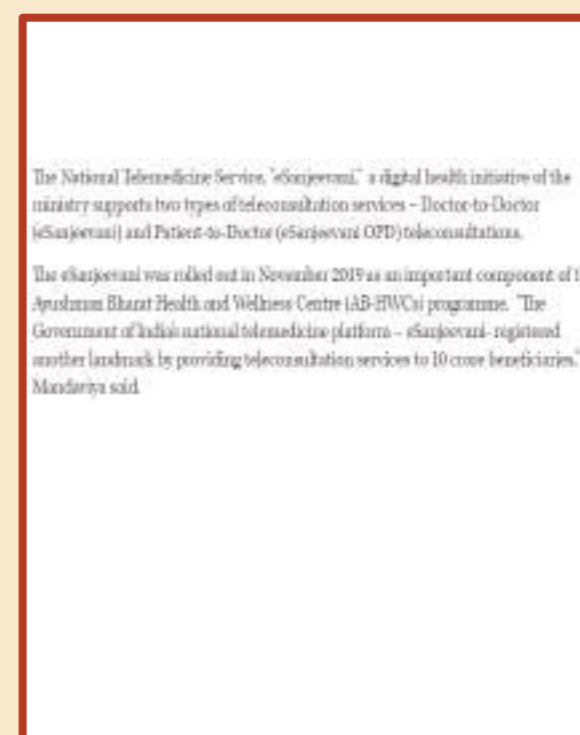 The National Telemedicine Service, "eSanjeevani," a digital health initiative of the
ministry supports two types of teleconsultation services – Doctor-to-Doctor
(eSanjeevani) and Patient-to-Doctor (eSanjeevani OPD) teleconsultations.
The eSanjeevani was rolled out in November 2019 as an important component of
Ayushman Bharat Health and Wellness Centre (AB-HWCs) programme. "The
Government of India's national telemedicine platform – eSanjeevani- registered
another landmark by providing teleconsultation services to 10 crore beneficiaries,"
Mandaviya said.